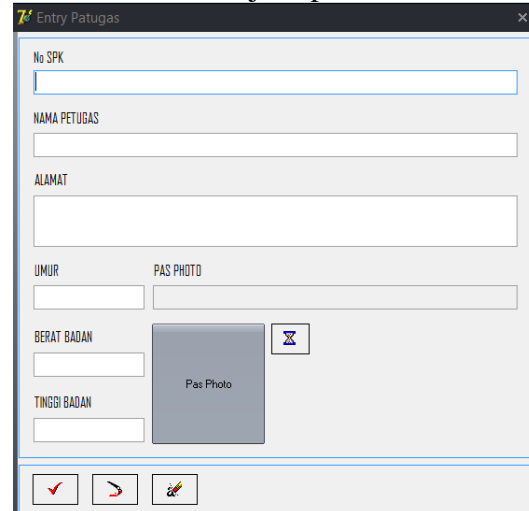 Entry Patugas
No SPK
NAMA PETUGAS
ALAMAT
UMUR PAS PHOTO
BERAT BADAN
Pas Photo
TINGGI BADAN